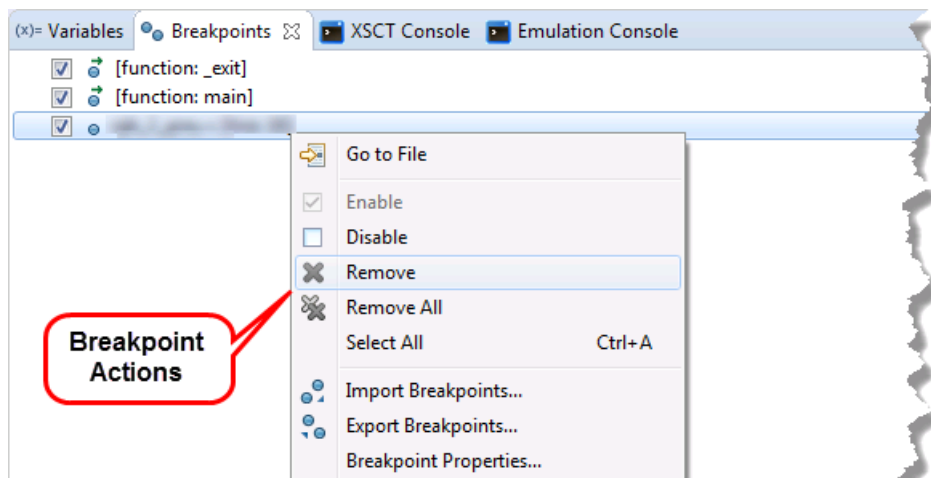 (x)= Variables Breakpoints XSCT Console Emulation Console
[function: _exit]
[function: main]
Go to File
Enable
Disable
Remove
Remove All
Select All Ctrl+A
Breakpoint
Actions
Import Breakpoints...
Export Breakpoints...
Breakpoint Properties...